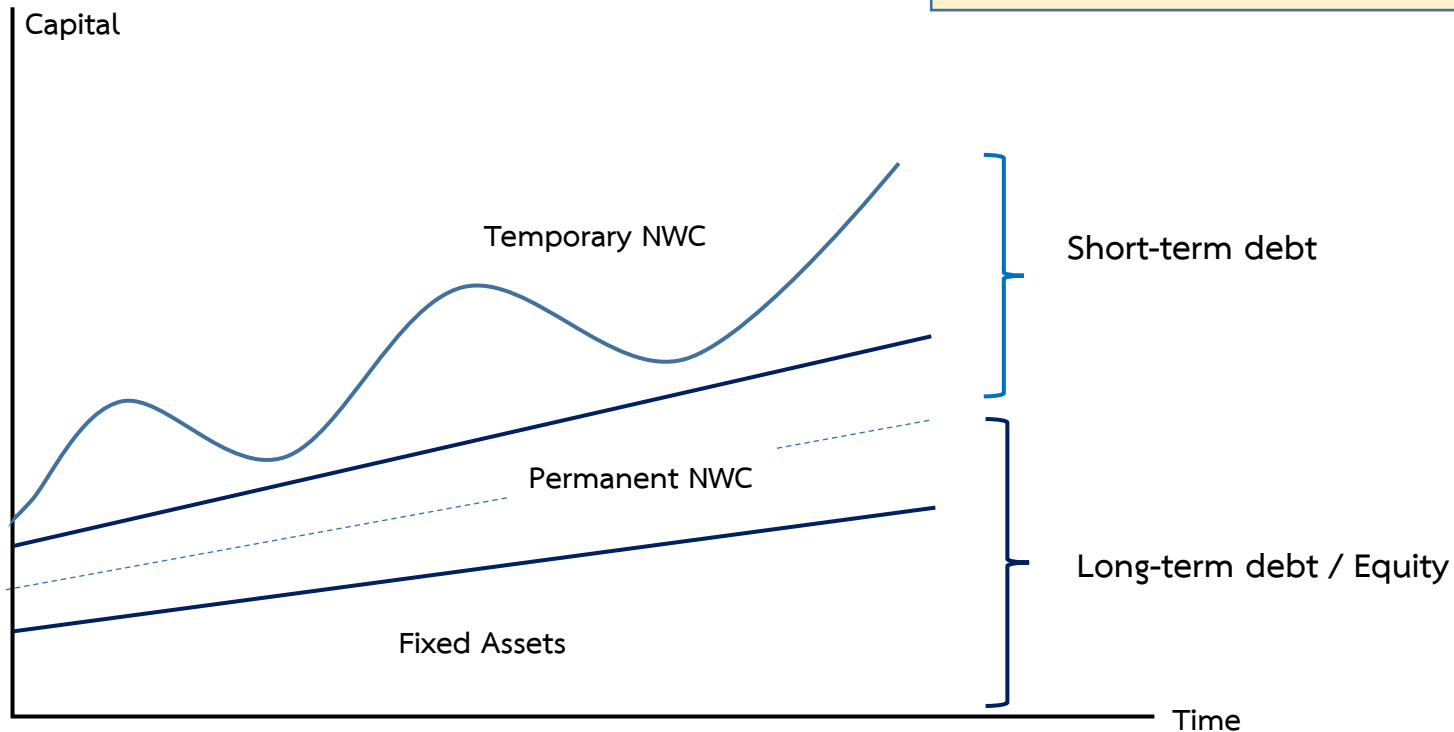 Capital
Temporary NWC
Short-term debt
Permanent NWC
Long-term debt / Equity
Fixed Assets
Time